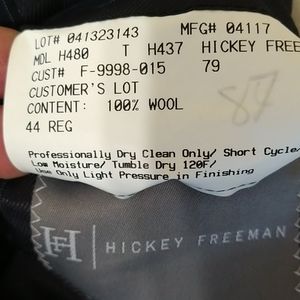 LOT# 041323143 MFG# 04117
MDL H480 T H437 HICKEY FREE
CUST# F-9998-015 79
CUSTOMER'S LOT
CONTENT: 100% WOOL
44 REG
87
Professionally Dry Clean Only/ Short Cycle/
Low Moisture/ Tumble Dry 120F/
Use Only Light Pressure in Finishing
HF HICKEY FREEMAN